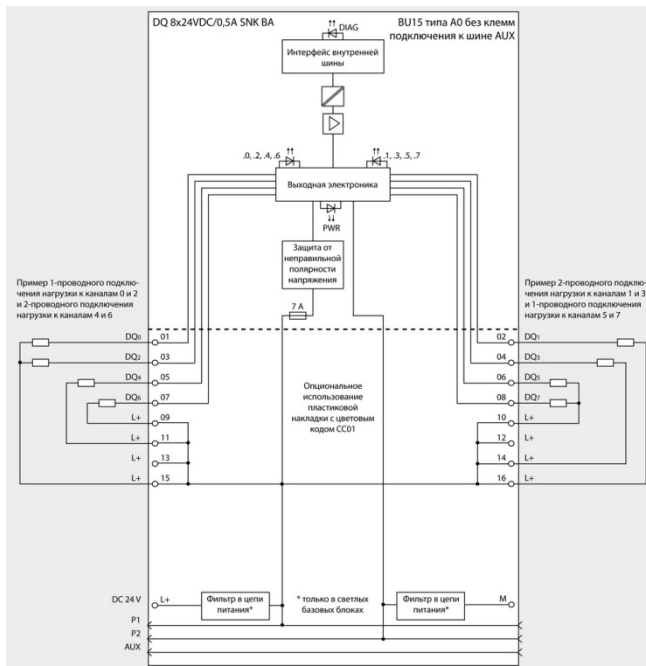 DQ 8x24VDC/0,5A SNK BA
BU15 типа A0 без клемм
подключения к шине AUX
DIAG
Интерфейс внутренней
шины
.0, .2, .4, .6
.1, .3, .5, .7
Выходная электроника
PWR
Защита от
неправильной
полярности
напряжения
7 A
Пример 1-проводного подклю-
чения нагрузки к каналам 0 и 2
и 2-проводного подключения
нагрузки к каналам 4 и 6
Пример 2-проводного подклю-
чения нагрузки к каналам 1 и 3
и 1-проводного подключения
нагрузки к каналам 5 и 7
DQ0 01
02 DQ1
DQ2 03
04 DQ3
DQ4 05
06 DQ5
DQ6 07
08 DQ7
L+ 09
10 L+
L+ 11
12 L+
L+ 13
14 L+
L+ 15
16 L+
Опциональное
использование
пластиковой
накладки с цветовым
кодом CC01
DC 24 V
L+
Фильтр в цепи
питания*
* только в светлых
базовых блоках
Фильтр в цепи
питания*
M
P1
P2
AUX